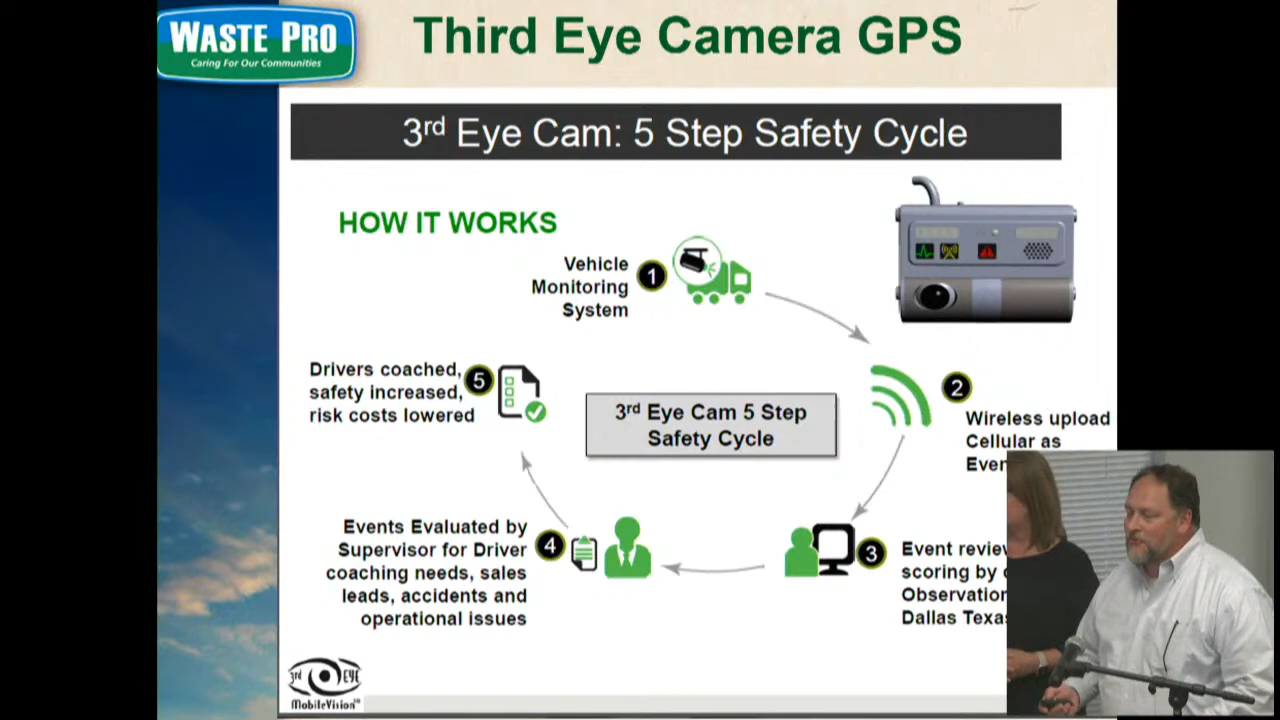 WASTE PRO
Caring For Our Communities
Third Eye Camera GPS
3rd Eye Cam: 5 Step Safety Cycle
HOW IT WORKS
Vehicle
Monitoring
System
1
2
Wireless upload
Cellular as
3
Event
scoring by
Dallas
4
Events Evaluated by
Supervisor for Driver
coaching needs, sales
leads, accidents and
operational issues
5
Drivers coached,
safety increased,
risk costs lowered
3rd Eye Cam 5 Step
Safety Cycle
3rd EYE
MobileVision